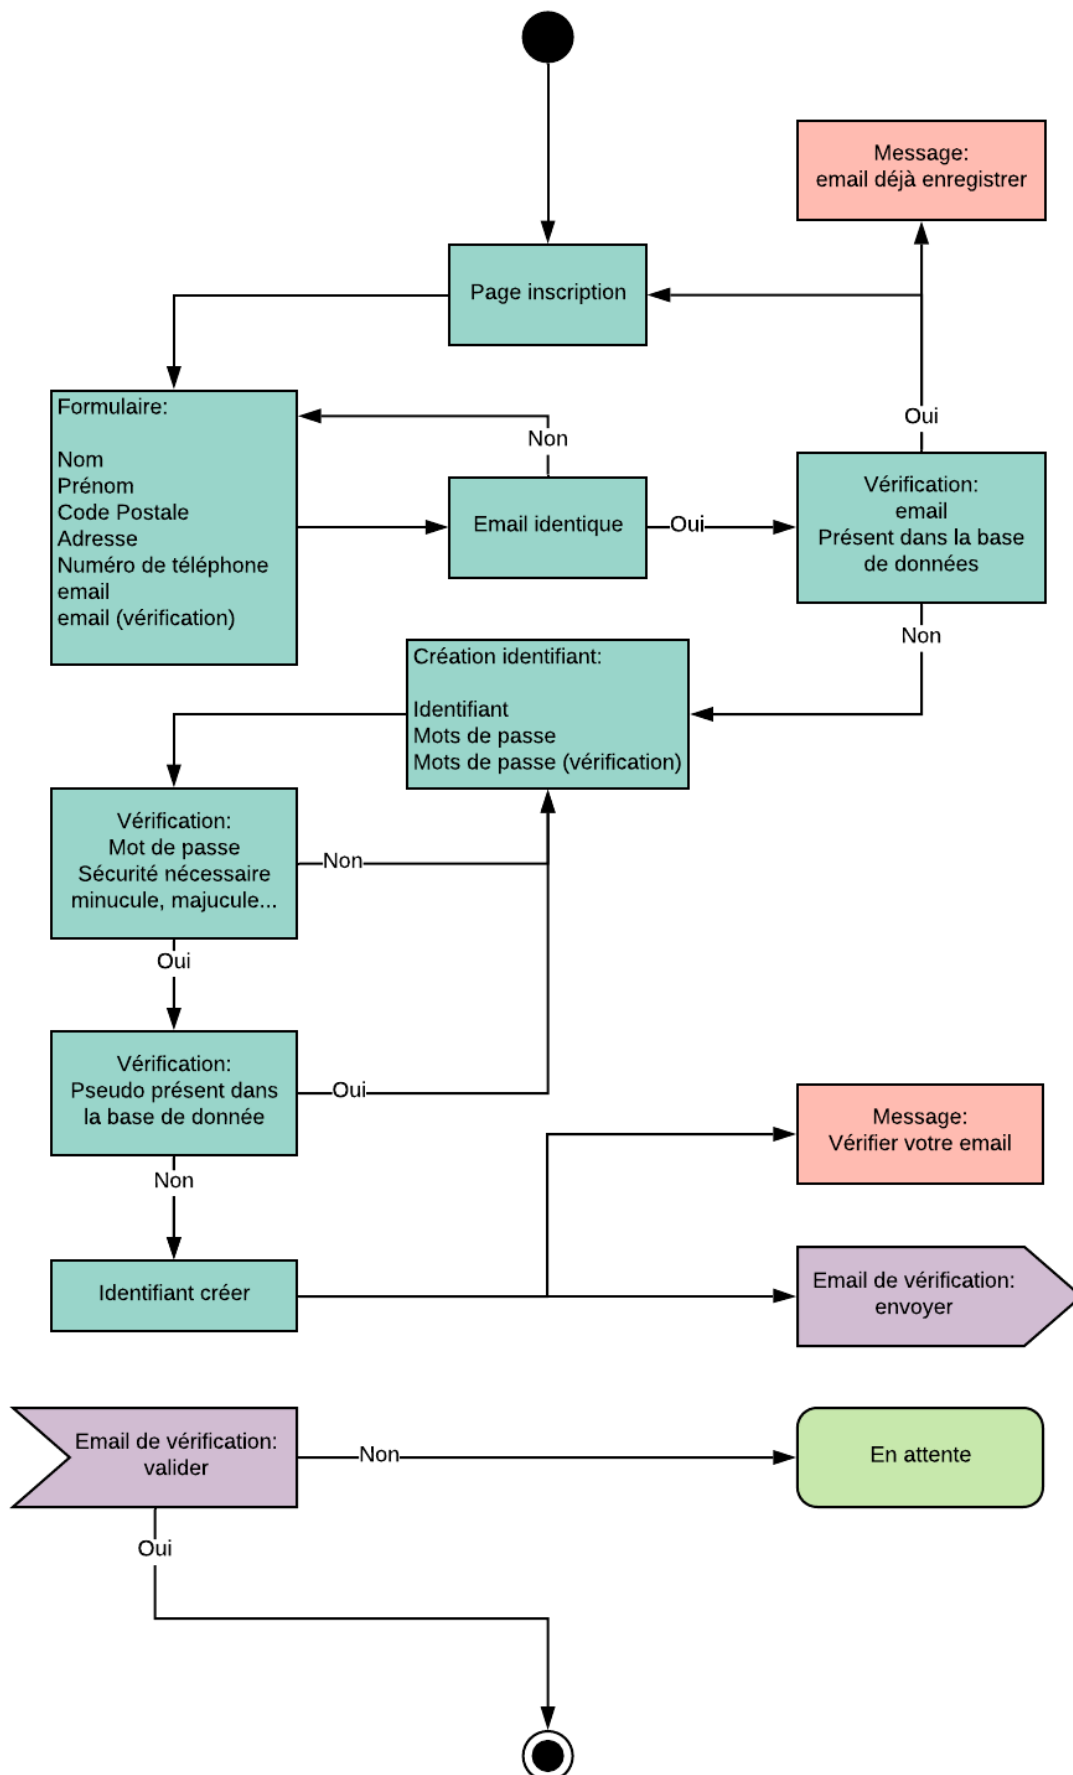 Message:
email déjà enregistrer
Page inscription
Oui
Formulaire:
Nom
Prénom
Code Postale
Adresse
Numéro de téléphone
email
email (vérification)
Non
Email identique
Oui
Vérification:
email
Présent dans la base
de données
Non
Création identifiant:
Identifiant
Mots de passe
Mots de passe (vérification)
Vérification:
Mot de passe
Sécurité nécessaire
minucule, majucule...
Non
Oui
Vérification:
Pseudo présent dans
la base de donnée
Oui
Message:
Vérifier votre email
Non
Identifiant créer
Email de vérification:
envoyer
Email de vérification:
valider
Non
En attente
Oui